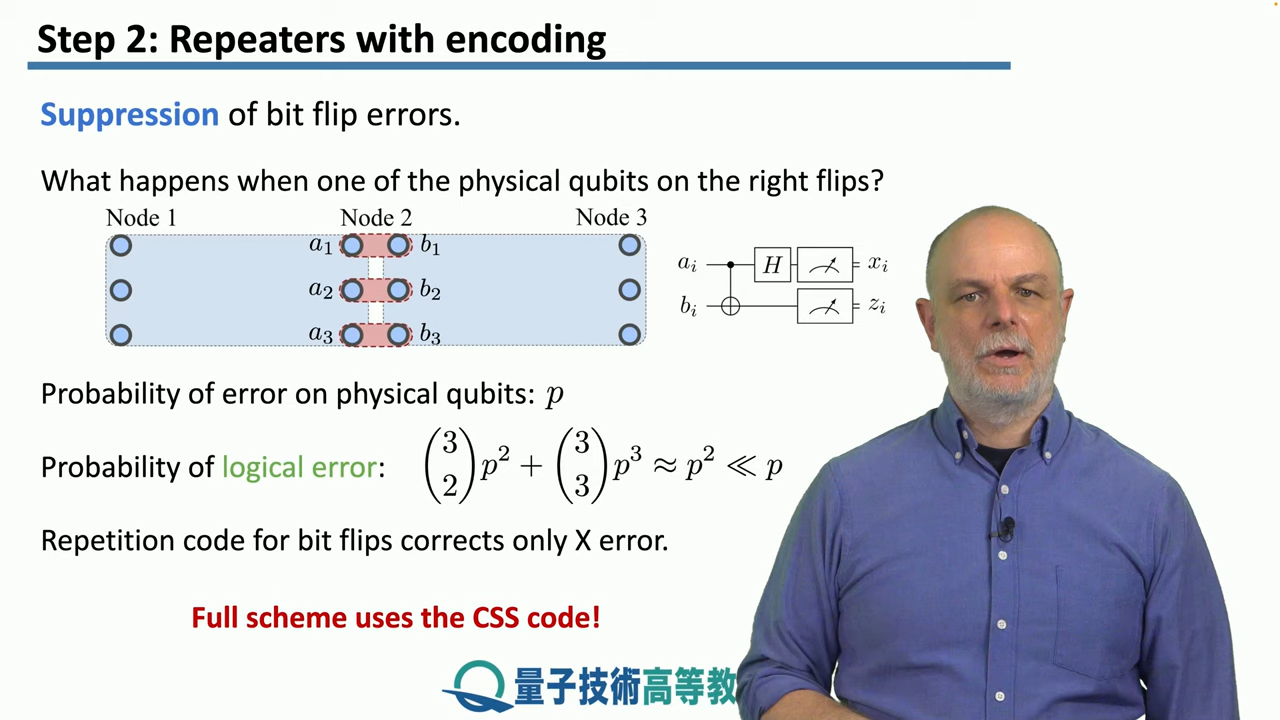 Step 2: Repeaters with encoding
Suppression of bit flip errors.
What happens when one of the physical qubits on the right flips?
Node 1 Node 2 Node 3
a₁ b₁
a₂ b₂
a₃ b₃
aᵢ H xᵢ
bᵢ zᵢ
Probability of error on physical qubits: p
Probability of logical error: (3 2)p² + (3 3)p³ ≈ p² ≪ p
Repetition code for bit flips corrects only X error.
Full scheme uses the CSS code!
量子技術高等教